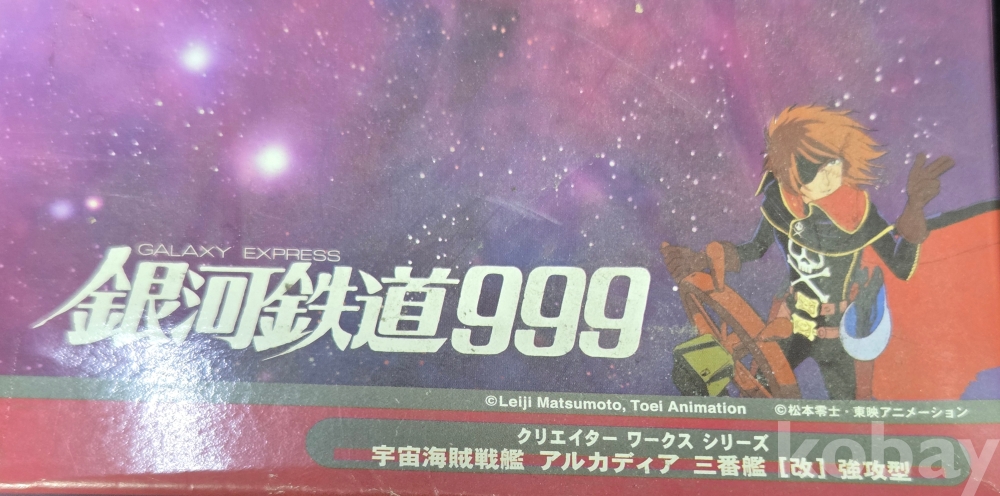 GALAXY EXPRESS
銀河鉄道999
©Leiji Matsumoto, Toei Animation ©松本零士・東映アニメーション
クリエイター ワークス シリーズ
宇宙海賊戦艦 アルカディア 三番艦 [改] 強攻型
kobay